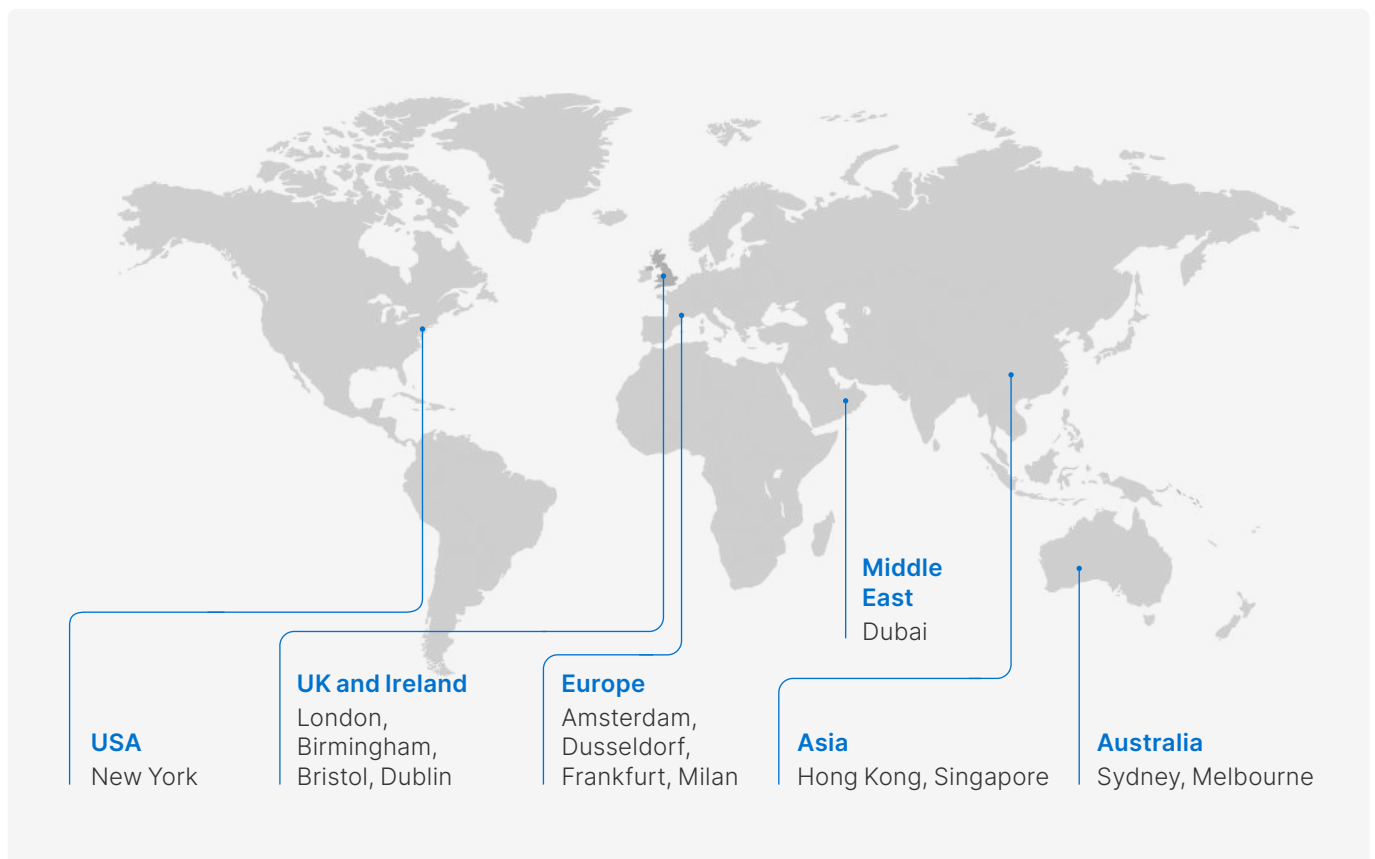 USA
New York
UK and Ireland
London,
Birmingham,
Bristol, Dublin
Europe
Amsterdam,
Dusseldorf,
Frankfurt, Milan
Middle
East
Dubai
Asia
Hong Kong, Singapore
Australia
Sydney, Melbourne